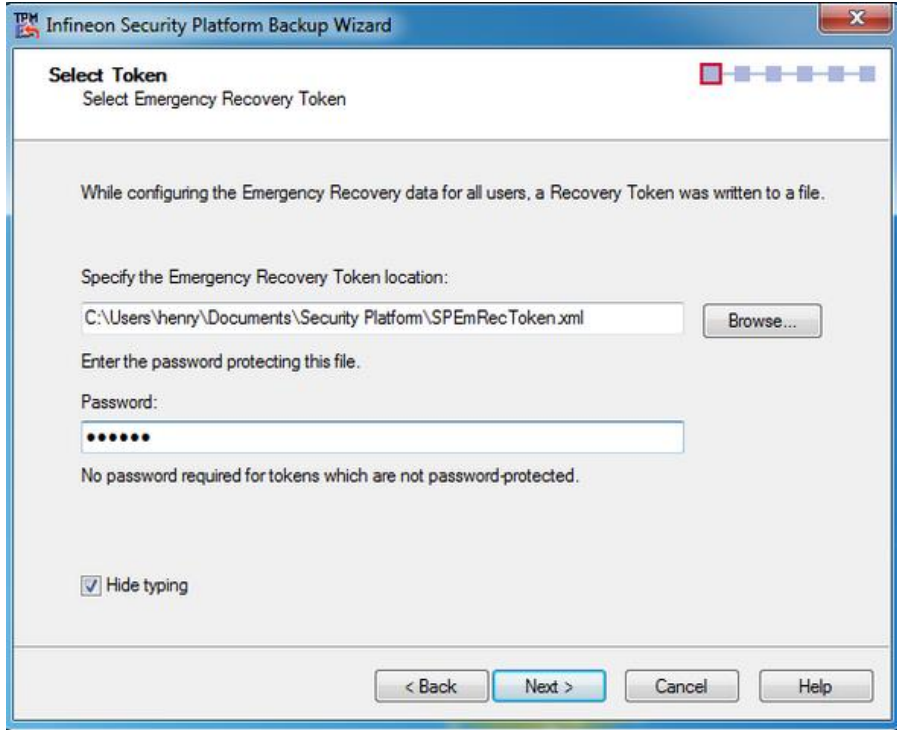 TPM
Infineon Security Platform Backup Wizard
Select Token
Select Emergency Recovery Token
While configuring the Emergency Recovery data for all users, a Recovery Token was written to a file.
Specify the Emergency Recovery Token location:
C:\Users\henry\Documents\Security Platform\SPEmRecToken.xml
Browse...
Enter the password protecting this file.
Password:
••••••
No password required for tokens which are not password-protected.
Hide typing
< Back Next > Cancel Help